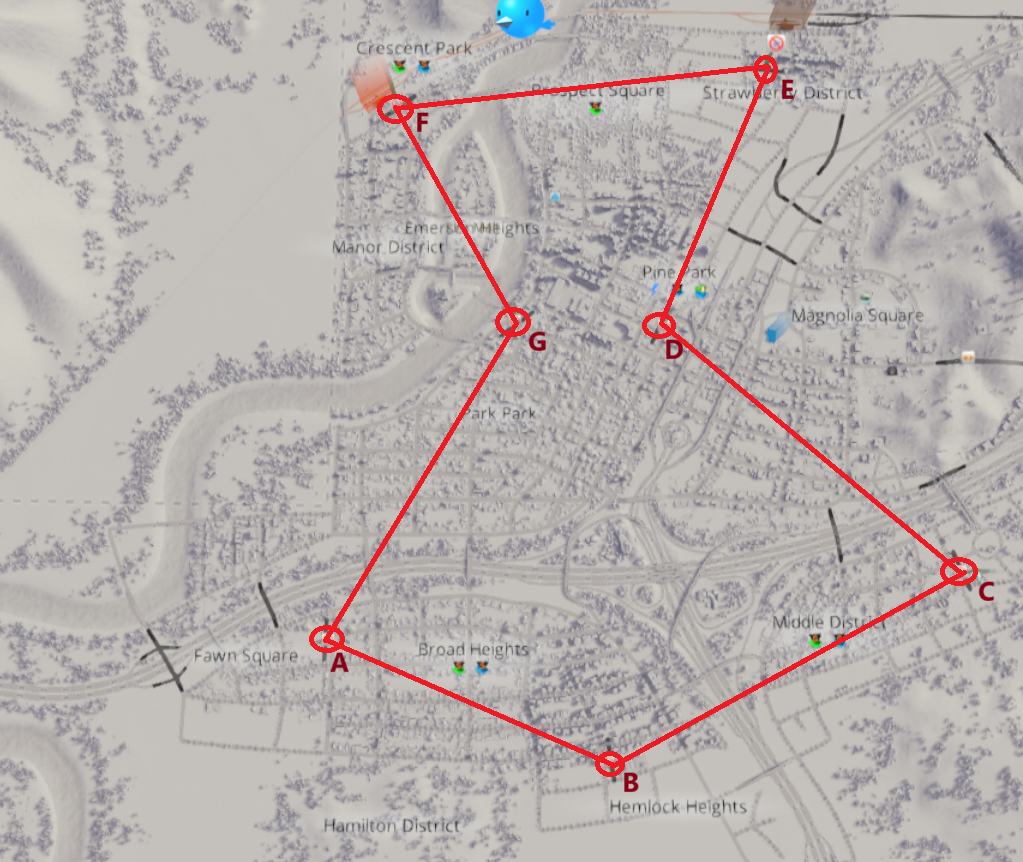 Crescent Park
F
E
Prospect Square
Strawberry District
Heights
Manor District
Pine Park
Magnolia Square
G
D
Park Park
C
Middle District
Fawn Square
A
Broad Heights
B
Hemlock Heights
Hamilton District